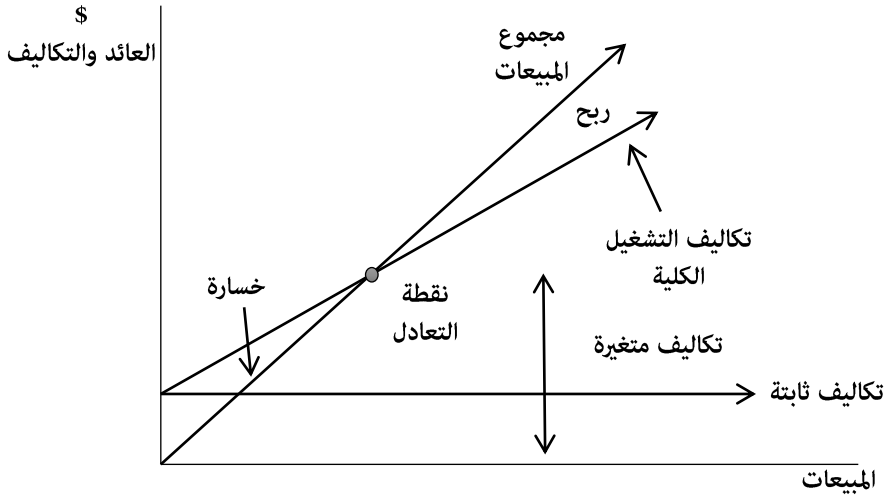 $
العائد والتكاليف
مجموع
المبيعات
ربح
تكاليف التشغيل
الكلية
خسارة
نقطة
التعادل
تكاليف متغيرة
تكاليف ثابتة
المبيعات